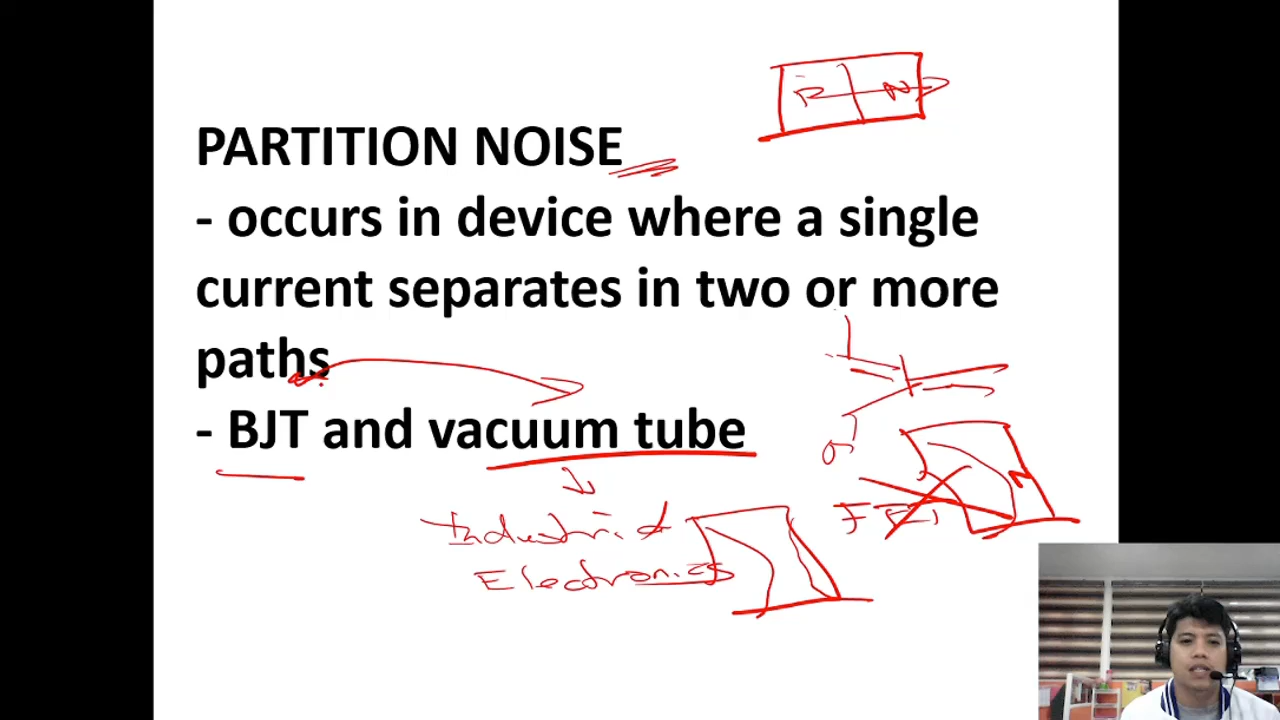 P N
PARTITION NOISE
- occurs in device where a single
current separates in two or more
paths
- BJT and vacuum tube
N
FET
Industrial
Electronics